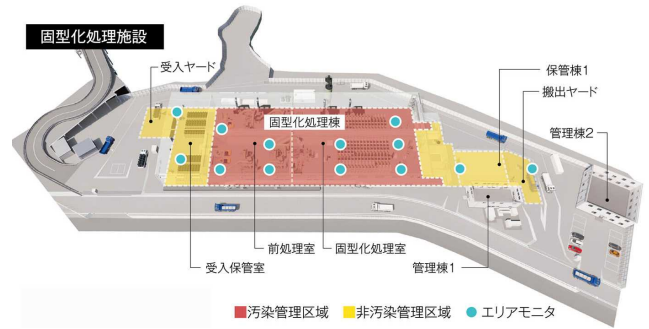 固型化処理施設
受入ヤード
固型化処理棟
保管棟1
搬出ヤード
管理棟2
受入保管室
前処理室
固型化処理室
管理棟1
汚染管理区域
非汚染管理区域
エリアモニタ